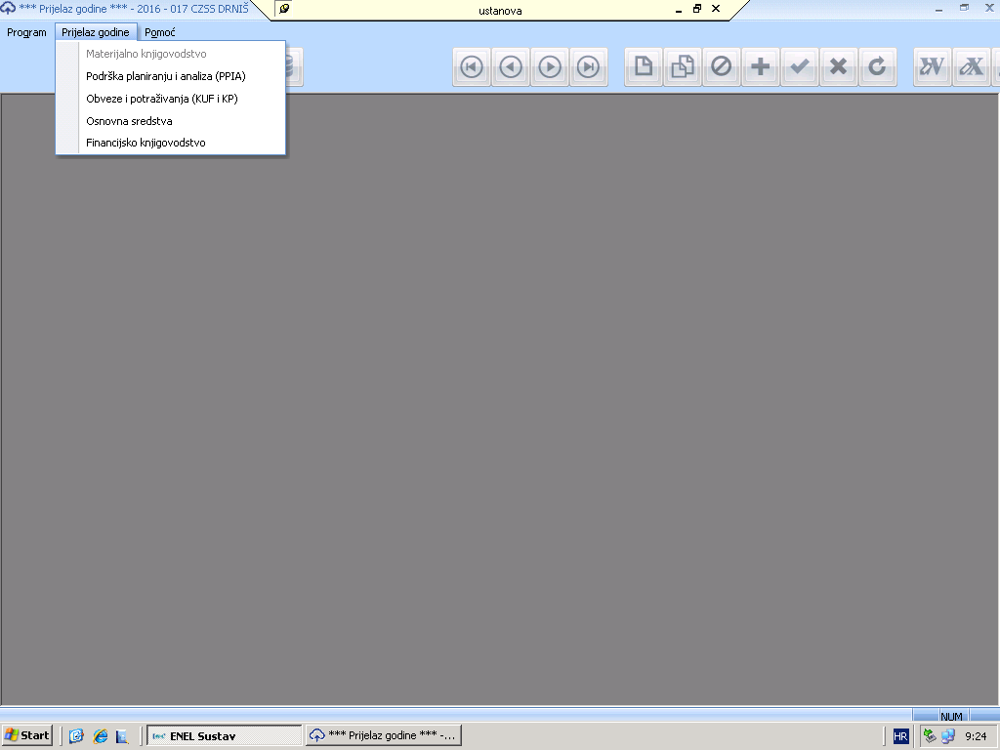 *** Prijelaz godine *** - 2016 - 017 CZSS DRNIŠ
ustanova
Program Prijelaz godine Pomoć
Materijalno knjigovodstvo
Podrška planiranju i analiza (PPIA)
Obveze i potraživanja (KUF i KP)
Osnovna sredstva
Financijsko knjigovodstvo
W X
NUM
Start
ENEL Sustav
*** Prijelaz godine *** -...
HR
9:24